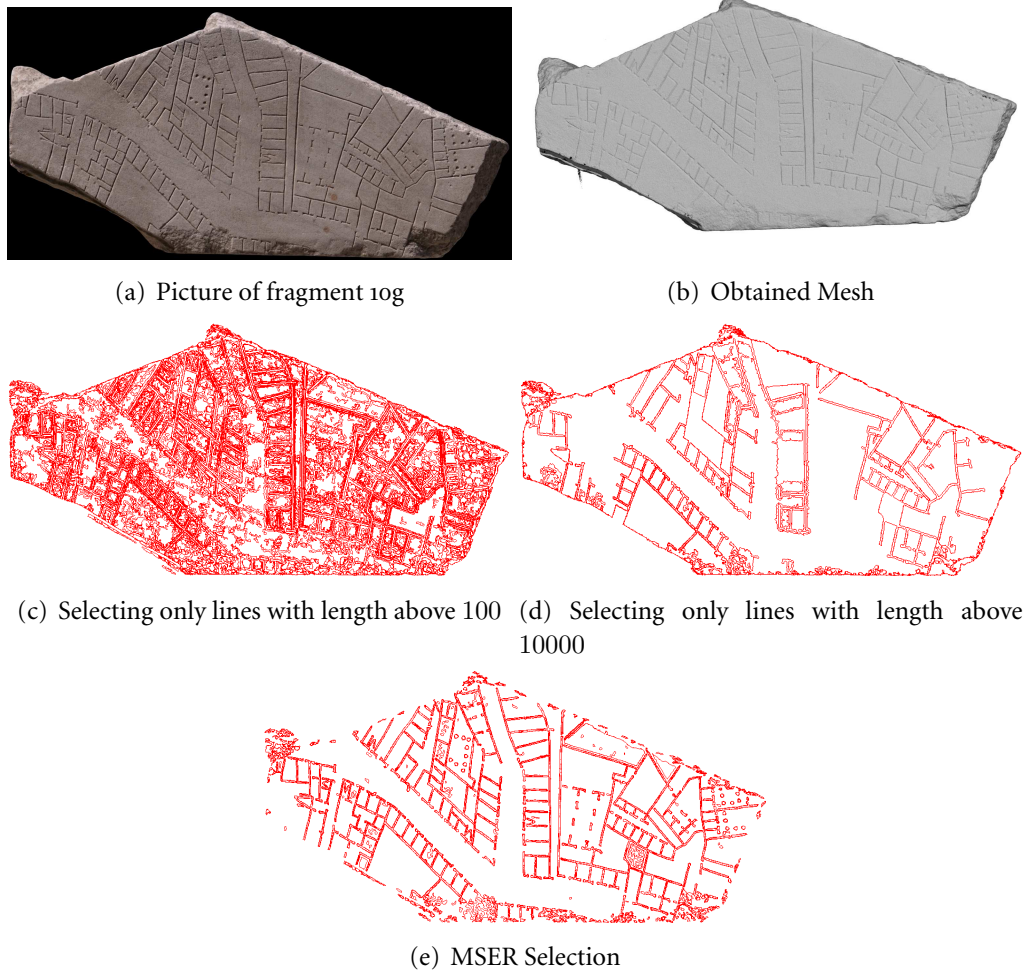 (a) Picture of fragment 10g
(b) Obtained Mesh
(c) Selecting only lines with length above 100
(d) Selecting only lines with length above
10000
(e) MSER Selection